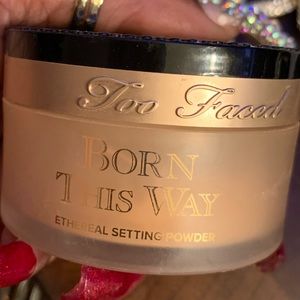 Too Faced
BORN
THIS WAY
ETHEREAL SETTING POWDER